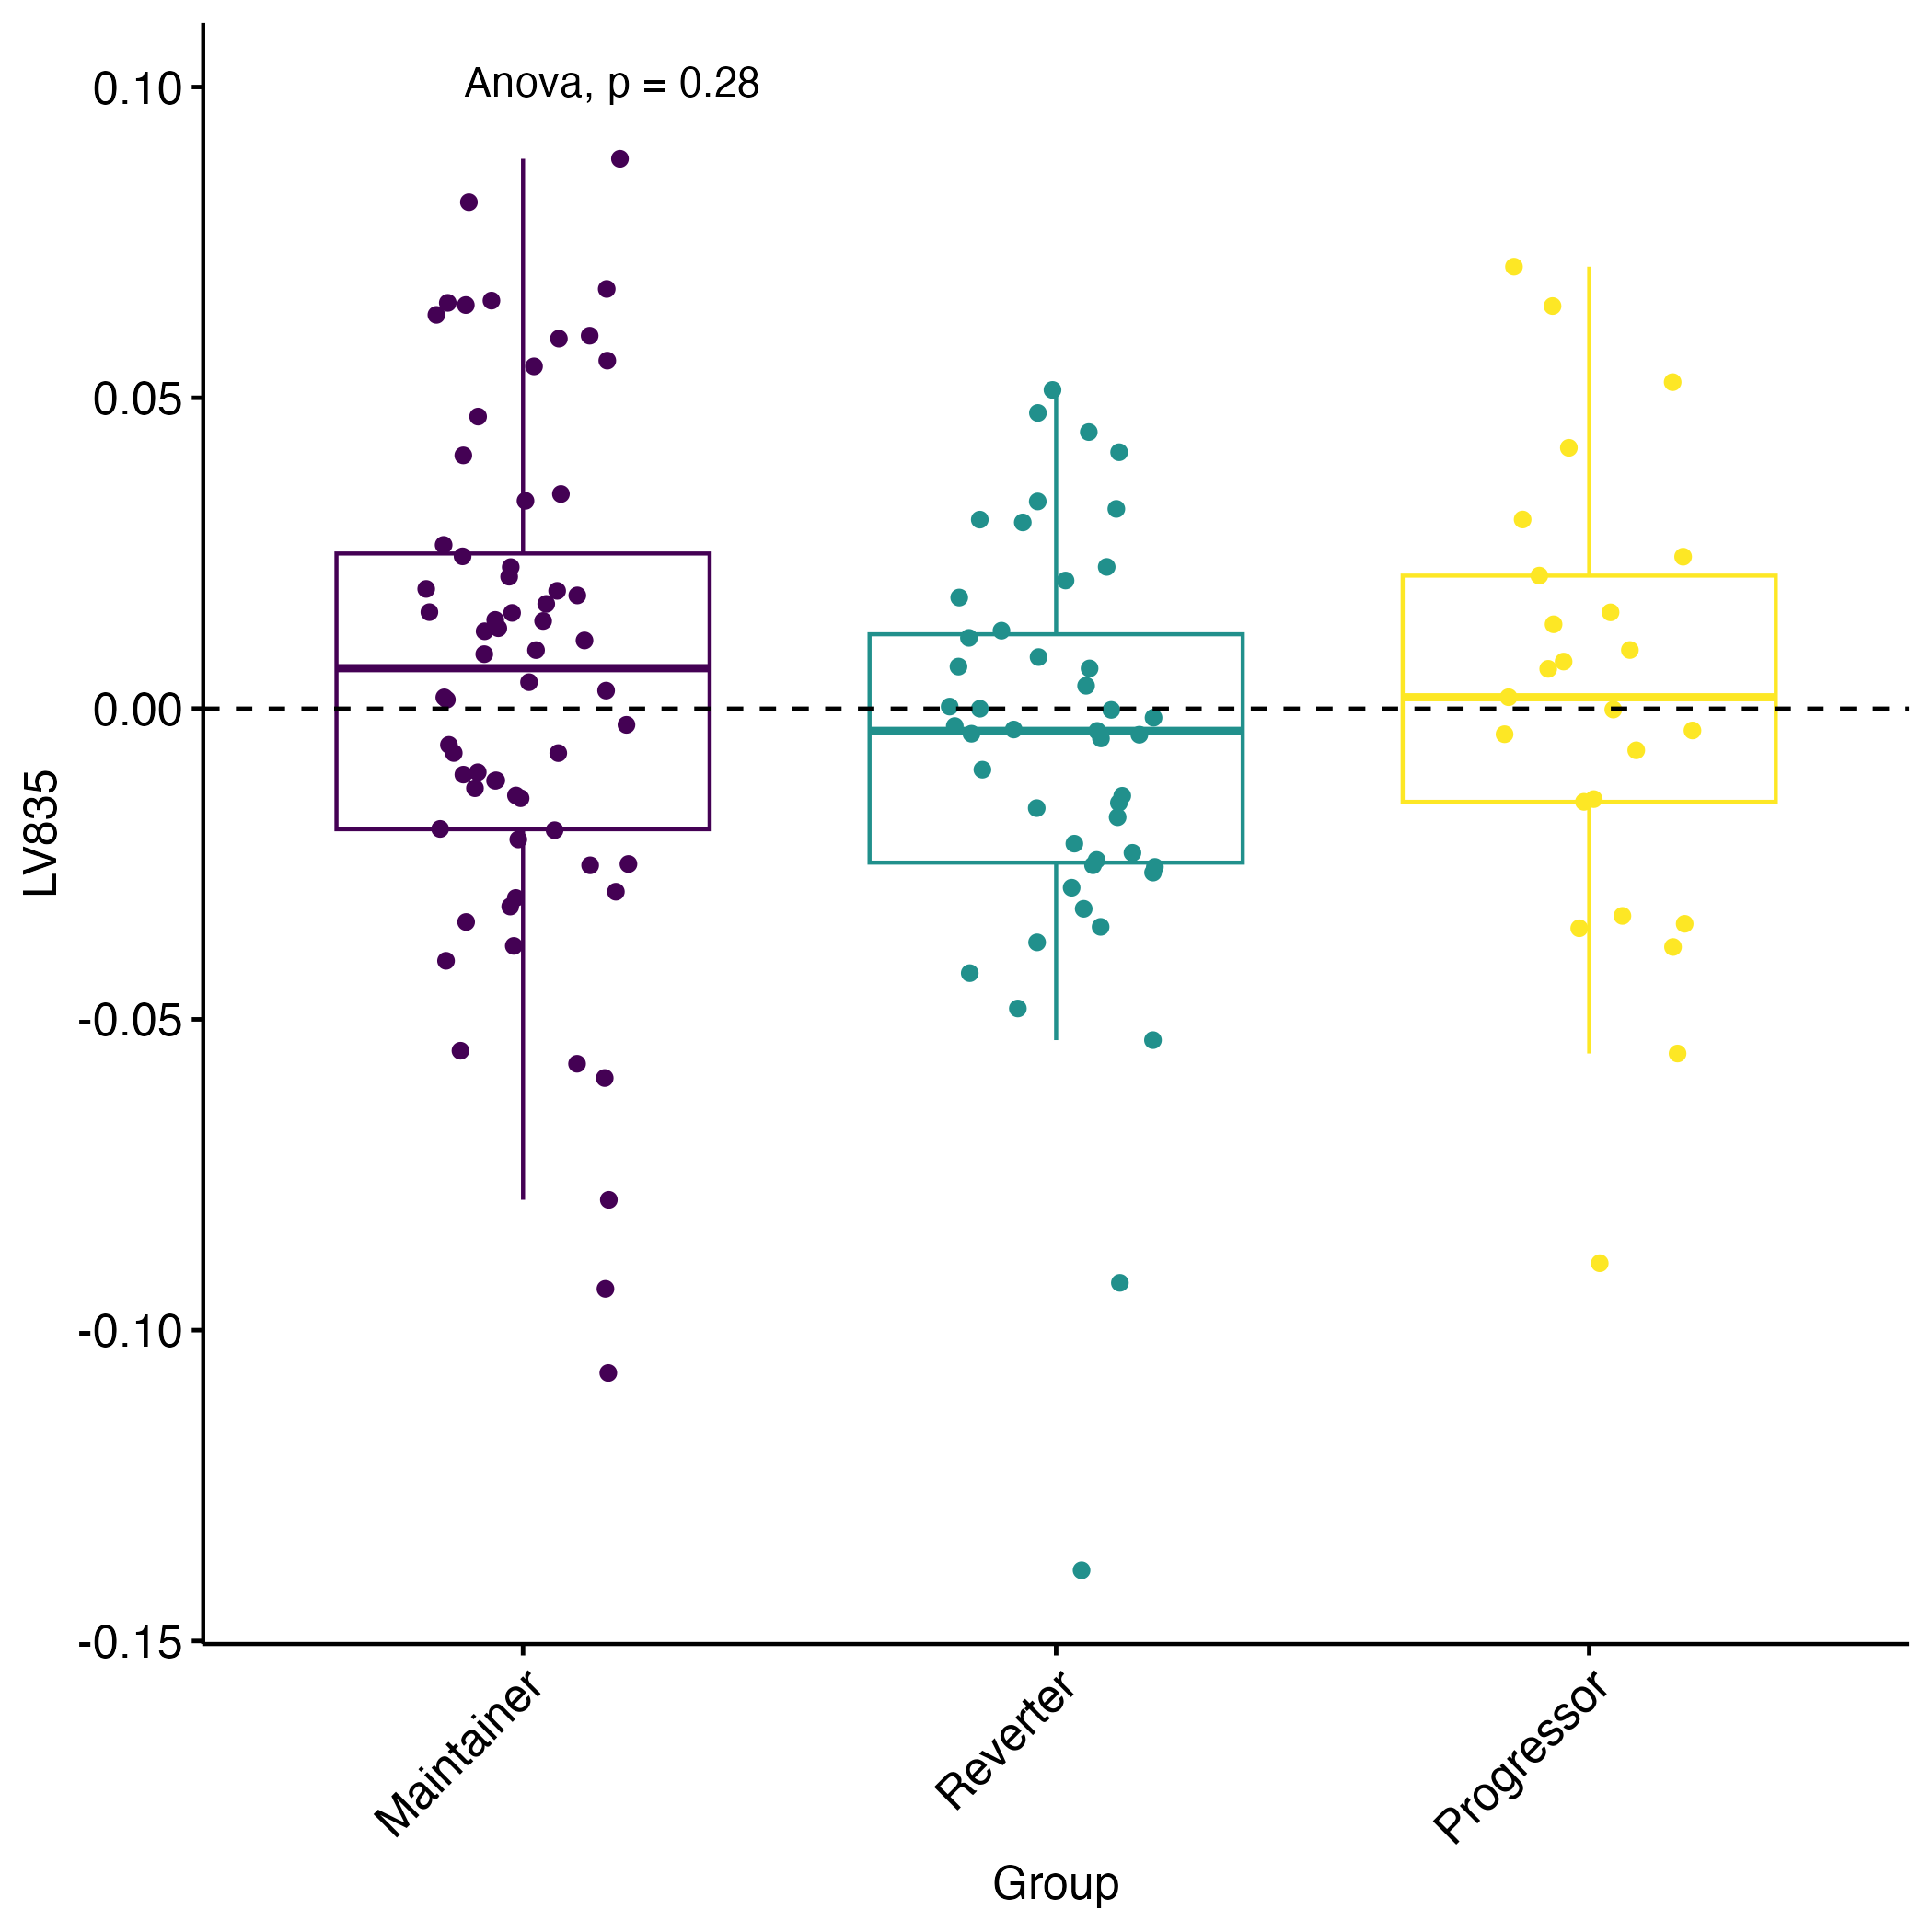 Anova, p = 0.28
0.10
0.05
0.00
-0.05
-0.10
-0.15
LV835
Maintainer
Reverter
Progressor
Group